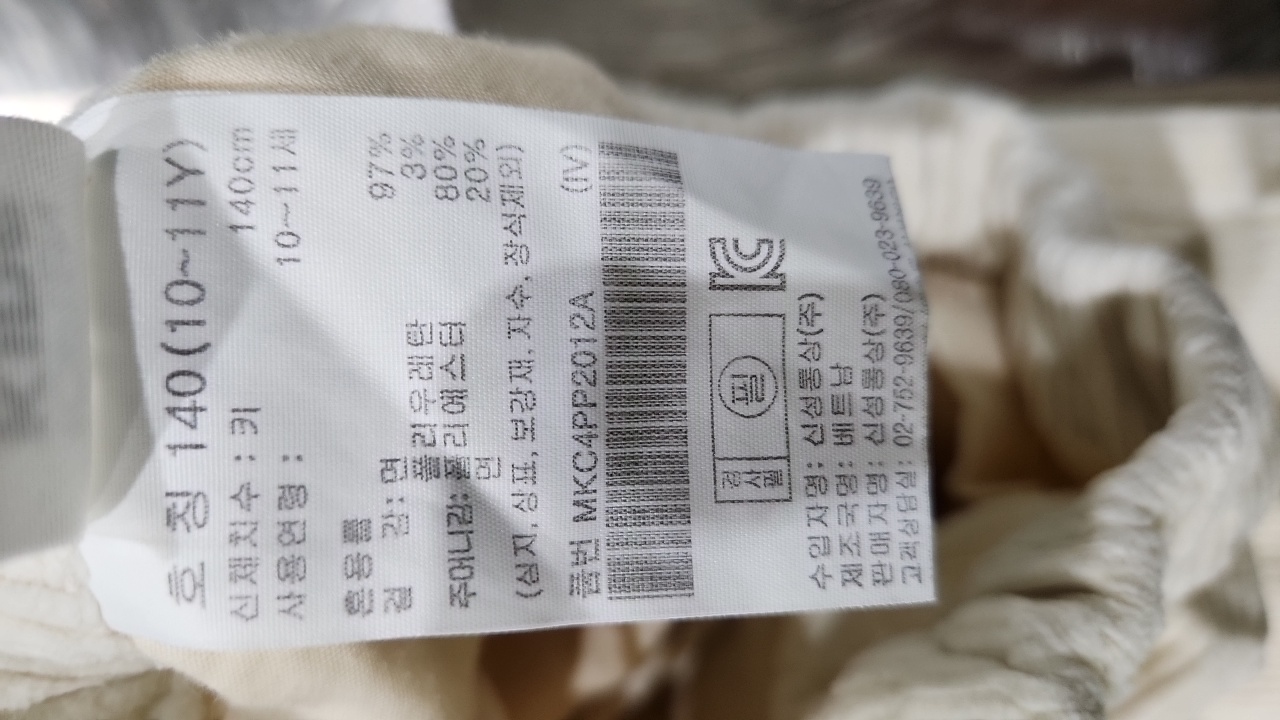 호 칭 140(10~11Y)
신체치수 : 키 140cm
사용연령 : 10~11세
혼용률
겉 감: 면 97%
폴리우레탄 3%
주머니감: 폴리에스터 80%
면 20%
(심지,상표,보강재,자수,장식제외)
품번 MKC4PP2012A (IV)
검사필 필 KC
수입자명: 신성통상(주)
제조국명: 베트남
판매자명: 신성통상(주)
고객상담실: 02-752-9639/080-023-9639